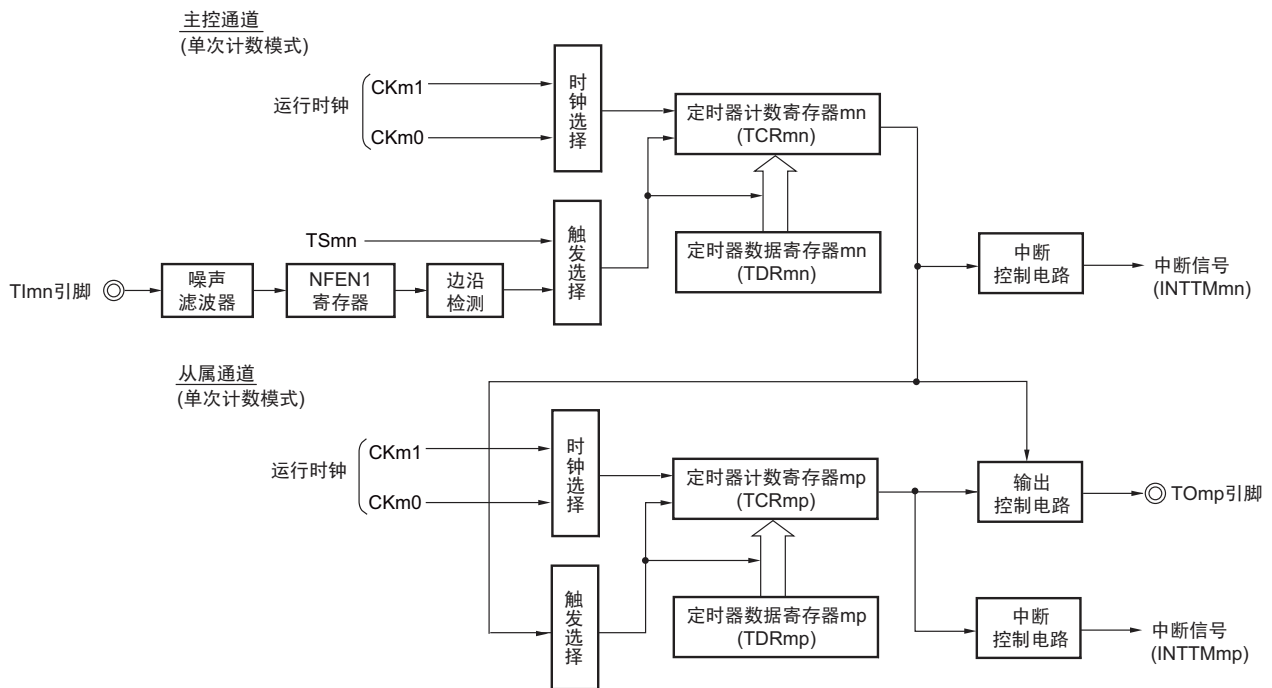 主控通道
(单次计数模式)
运行时钟
CKm1
CKm0
时钟选择
定时器计数寄存器mn
(TCRmn)
TSmn
触发选择
定时器数据寄存器mn
(TDRmn)
TImn引脚
噪声
滤波器
NFEN1
寄存器
边沿
检测
中断
控制电路
中断信号
(INTTMmn)
从属通道
(单次计数模式)
运行时钟
CKm1
CKm0
时钟选择
定时器计数寄存器mp
(TCRmp)
输出
控制电路
TOmp引脚
触发选择
定时器数据寄存器mp
(TDRmp)
中断
控制电路
中断信号
(INTTMmp)